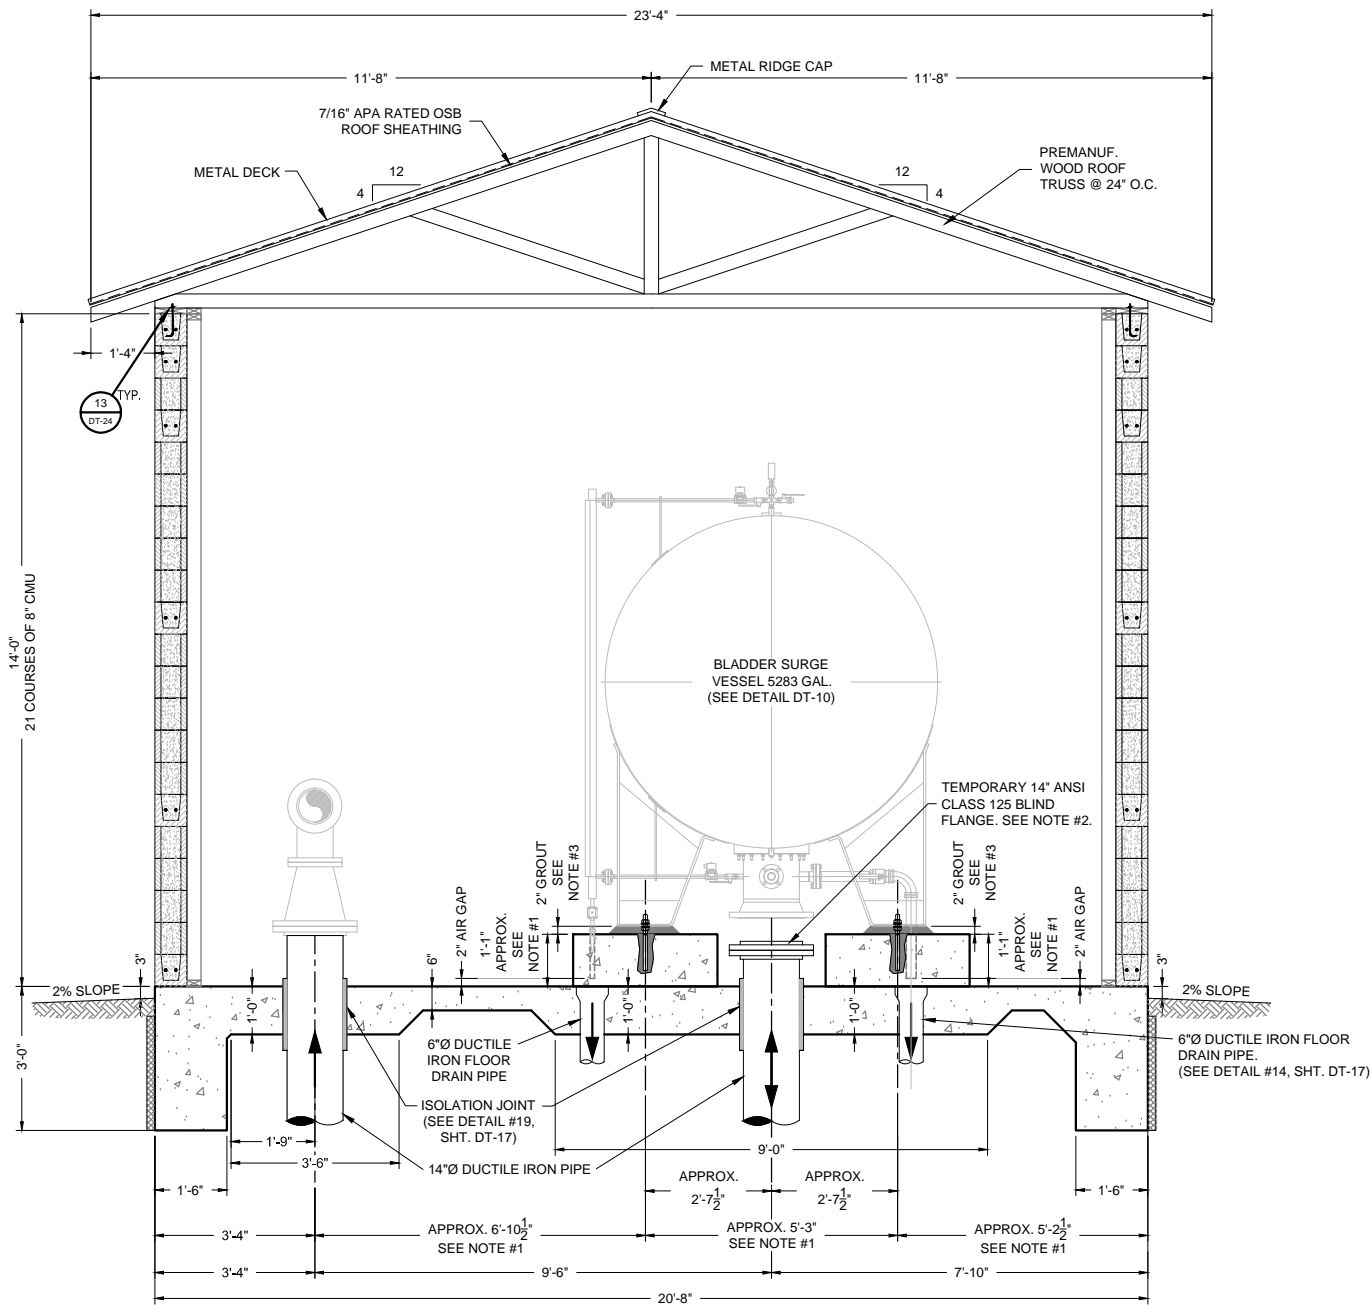 23'-4"
11'-8"
11'-8"
METAL RIDGE CAP
7/16" APA RATED OSB
ROOF SHEATHING
METAL DECK
12
4
12
4
PREMANUF.
WOOD ROOF
TRUSS @ 24" O.C.
1'-4"
TYP.
13
DT-24
14'-0"
21 COURSES OF 8" CMU
BLADDER SURGE
VESSEL 5283 GAL.
(SEE DETAIL DT-10)
TEMPORARY 14" ANSI
CLASS 125 BLIND
FLANGE. SEE NOTE #2.
2" GROUT
SEE
NOTE #3
2" GROUT
SEE
NOTE #3
2" AIR GAP
1'-1"
APPROX.
SEE
NOTE #1
1'-1"
APPROX.
SEE
NOTE #1
2" AIR GAP
3"
6"
3"
2% SLOPE
2% SLOPE
1'-0"
1'-0"
1'-0"
3'-0"
6"Ø DUCTILE
IRON FLOOR
DRAIN PIPE
6"Ø DUCTILE IRON FLOOR
DRAIN PIPE.
(SEE DETAIL #14, SHT. DT-17)
ISOLATION JOINT
(SEE DETAIL #19,
SHT. DT-17)
1'-9"
3'-6"
14"Ø DUCTILE IRON PIPE
9'-0"
1'-6"
APPROX.
2'-7 1/2"
APPROX.
2'-7 1/2"
1'-6"
3'-4"
APPROX. 6'-10 1/2"
SEE NOTE #1
APPROX. 5'-3"
SEE NOTE #1
APPROX. 5'-2 1/2"
SEE NOTE #1
3'-4"
9'-6"
7'-10"
20'-8"